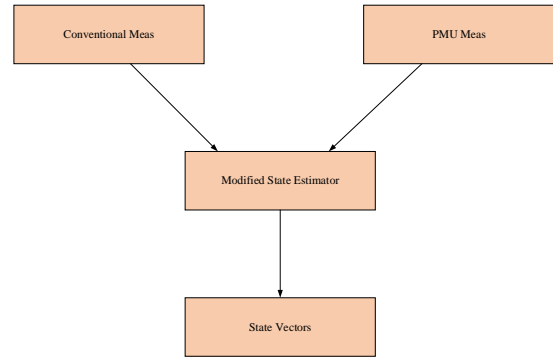 Conventional Meas
PMU Meas
Modified State Estimator
State Vectors